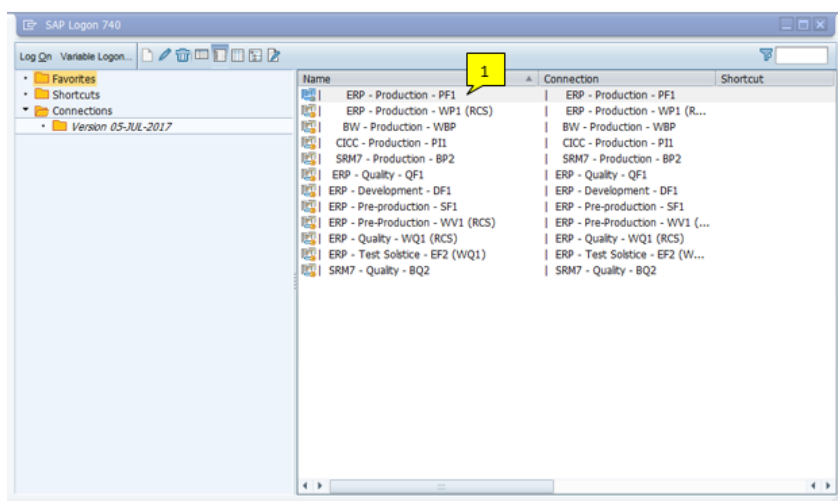 SAP Logon 740
Log On Variable Logon...
Favorites
Shortcuts
Connections
Version 05-JUL-2017
1
Name Connection Shortcut
ERP - Production - PF1 | ERP - Production - PF1
ERP - Production - WP1 (RCS) | ERP - Production - WP1 (R...
BW - Production - WBP | BW - Production - WBP
CICC - Production - PI1 | CICC - Production - PI1
SRM7 - Production - BP2 | SRM7 - Production - BP2
ERP - Quality - QF1 | ERP - Quality - QF1
ERP - Development - DF1 | ERP - Development - DF1
ERP - Pre-production - SF1 | ERP - Pre-production - SF1
ERP - Pre-Production - WV1 (RCS) | ERP - Pre-Production - WV1 (...
ERP - Quality - WQ1 (RCS) | ERP - Quality - WQ1 (RCS)
ERP - Test Solstice - EF2 (WQ1) | ERP - Test Solstice - EF2 (W...
SRM7 - Quality - BQ2 | SRM7 - Quality - BQ2